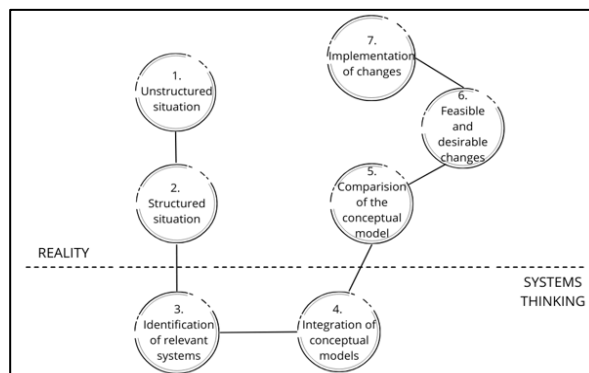 1.
Unstructured
situation
2.
Structured
situation
REALITY
3.
Identification
of relevant
systems
4.
Integration of
conceptual
models
5.
Comparision
of the
conceptual
model
6.
Feasible
and
desirable
changes
7.
Implementation
of changes
SYSTEMS
THINKING